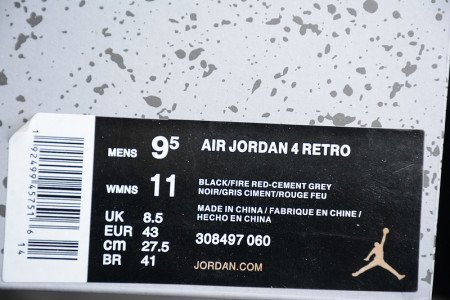 MENS 9⁵
WMNS 11
UK 8.5
EUR 43
cm 27.5
BR 41
AIR JORDAN 4 RETRO
BLACK/FIRE RED-CEMENT GREY
NOIR/GRIS CIMENT/ROUGE FEU
MADE IN CHINA / FABRIQUE EN CHINE /
HECHO EN CHINA
308497 060
JORDAN.COM